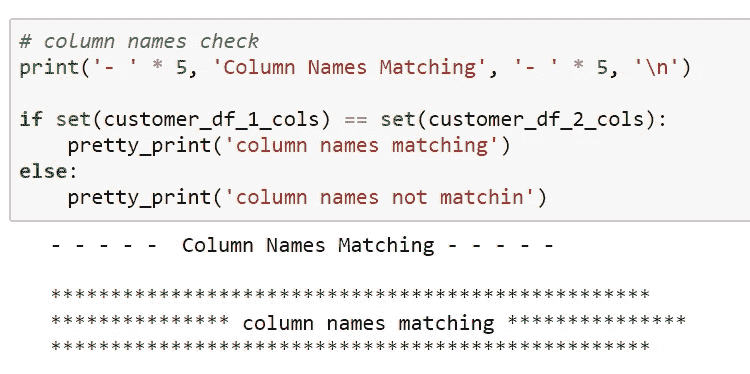 # column names check
print('- ' * 5, 'Column Names Matching', '- ' * 5, '\n')
if set(customer_df_1_cols) == set(customer_df_2_cols):
    pretty_print('column names matching')
else:
    pretty_print('column names not matchin')
- - - - -  Column Names Matching - - - - -
**************************************************
*************** column names matching ***************
**************************************************